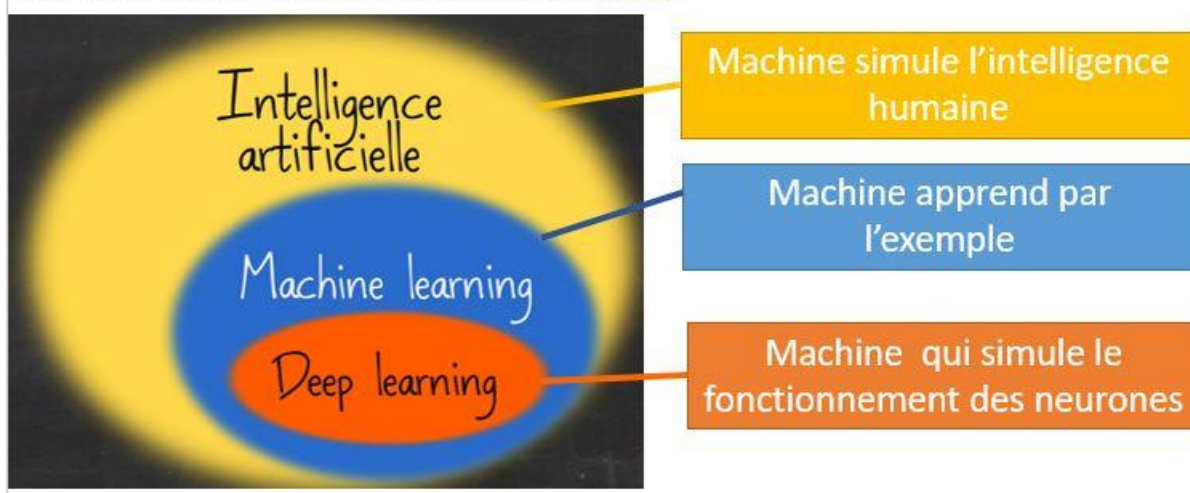 Intelligence
artificielle
Machine learning
Deep learning
Machine simule l'intelligence
humaine
Machine apprend par
l'exemple
Machine qui simule le
fonctionnement des neurones